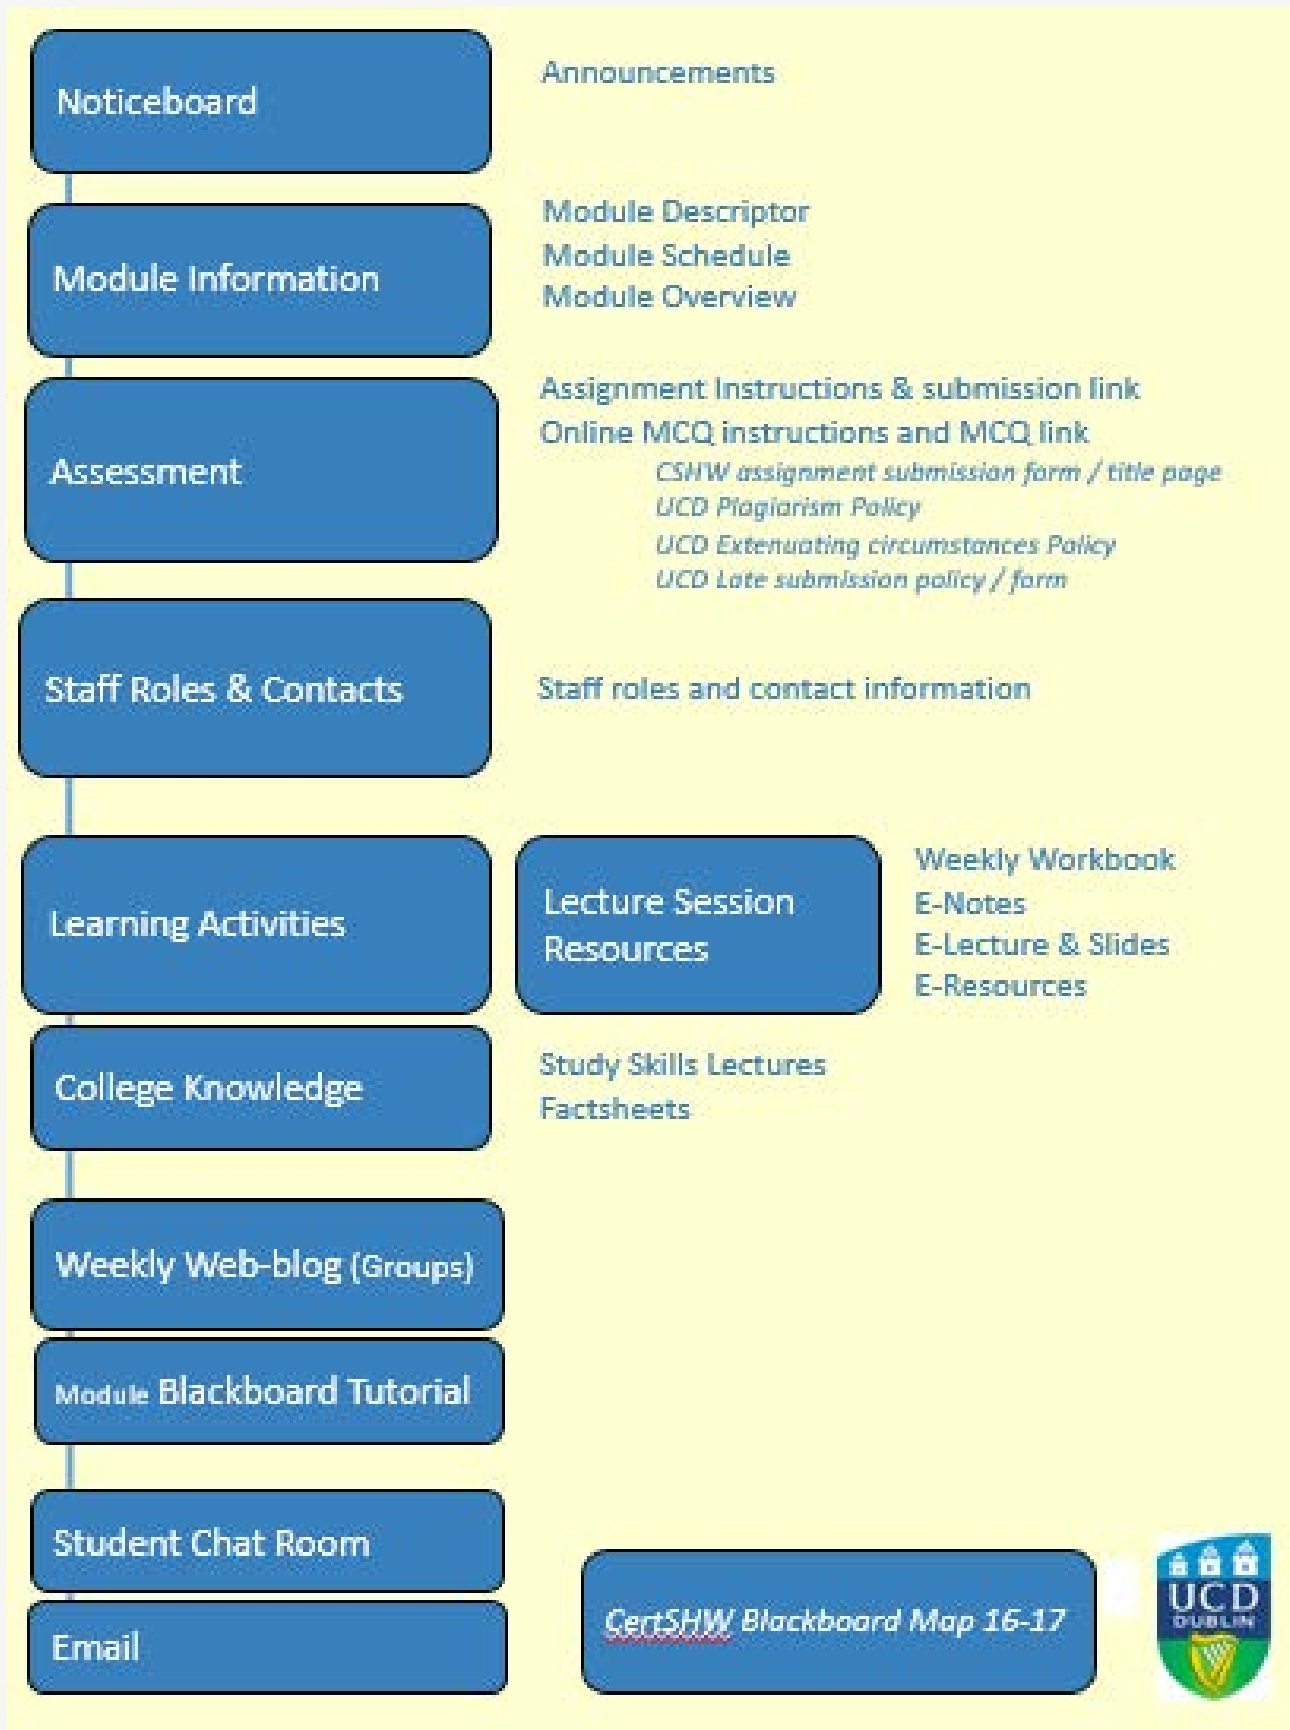 Noticeboard
Announcements
Module Information
Module Descriptor
Module Schedule
Module Overview
Assessment
Assignment Instructions & submission link
Online MCQ instructions and MCQ link
CSHW assignment submission form / title page
UCD Plagiarism Policy
UCD Extenuating circumstances Policy
UCD Late submission policy / form
Staff Roles & Contacts
Staff roles and contact information
Learning Activities
Lecture Session
Resources
Weekly Workbook
E-Notes
E-Lecture & Slides
E-Resources
College Knowledge
Study Skills Lectures
Factsheets
Weekly Web-blog (Groups)
Module Blackboard Tutorial
Student Chat Room
Email
CertSHW Blackboard Map 16-17
UCD
DUBLIN